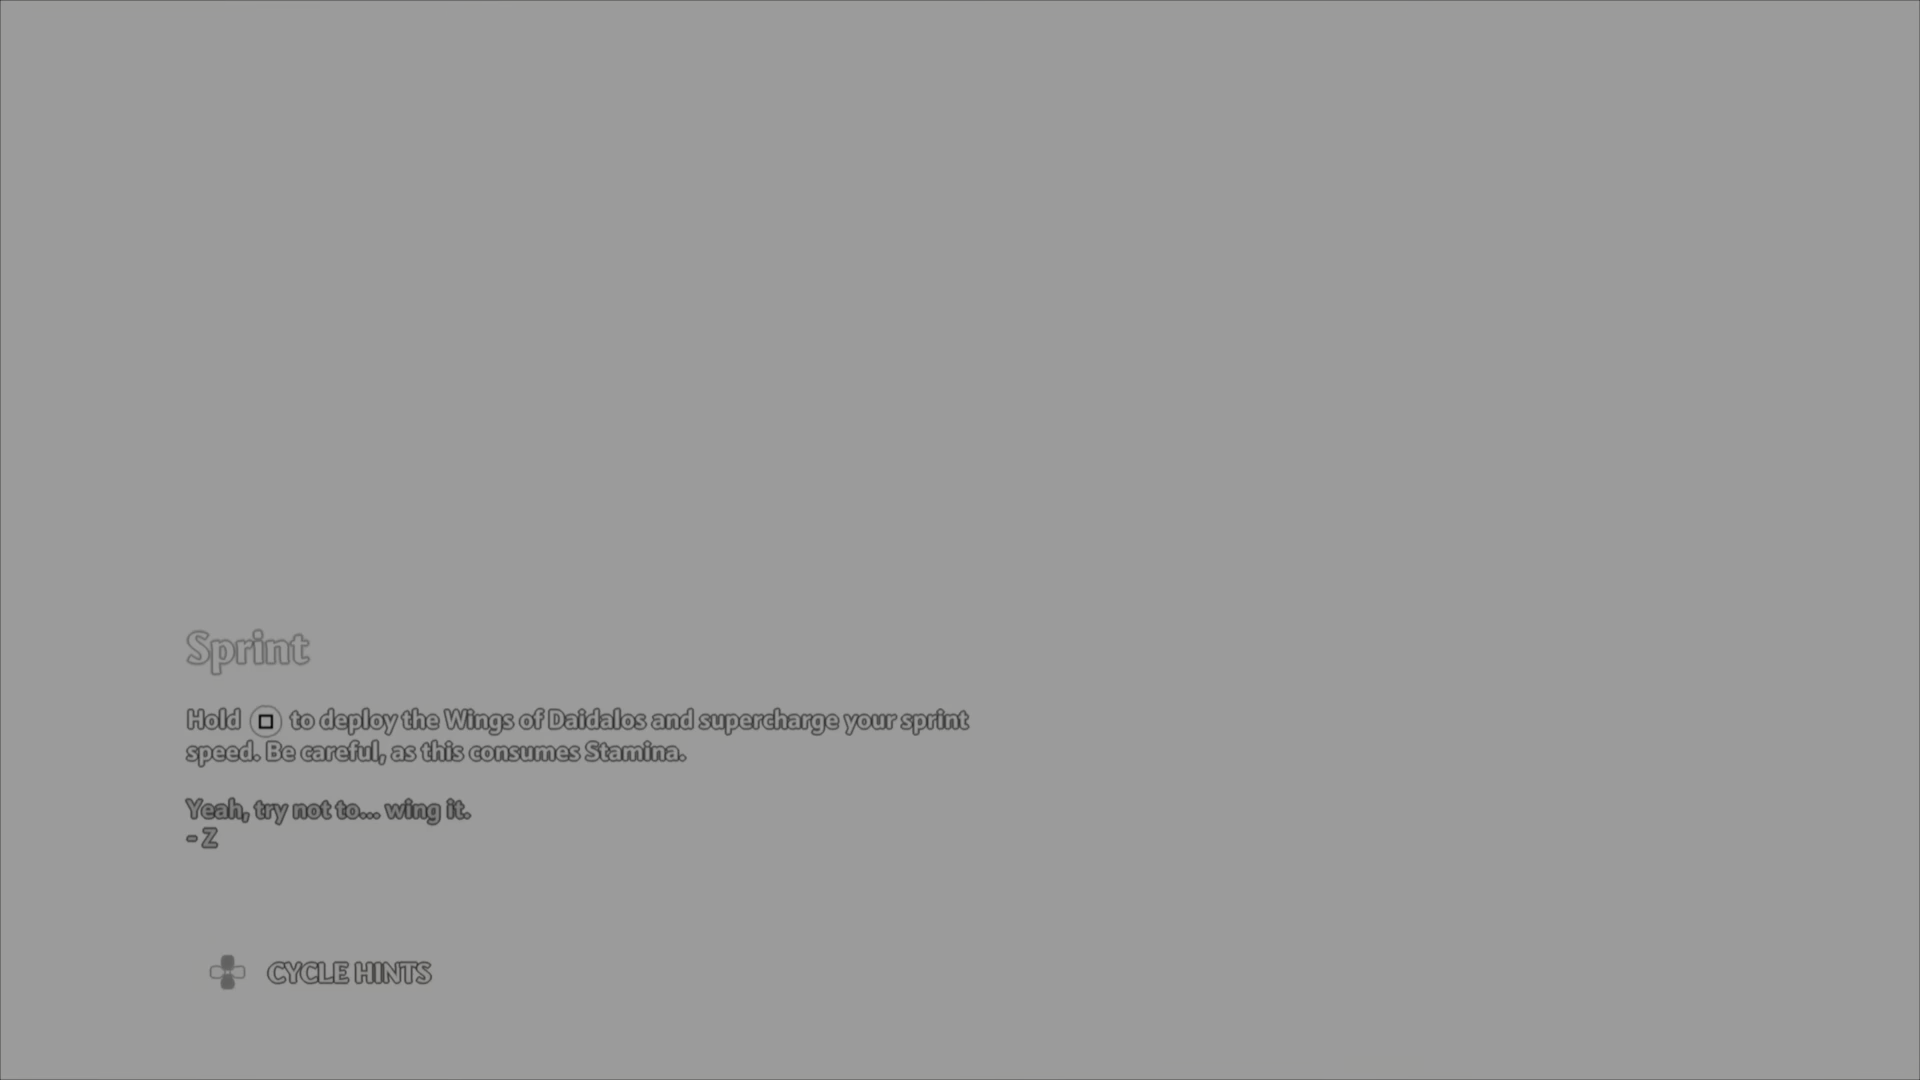 Sprint
Hold to deploy the Wings of Daidalos and supercharge your sprint
speed. Be careful, as this consumes Stamina.
Yeah, try not to... wing it.
- Z
CYCLE HINTS